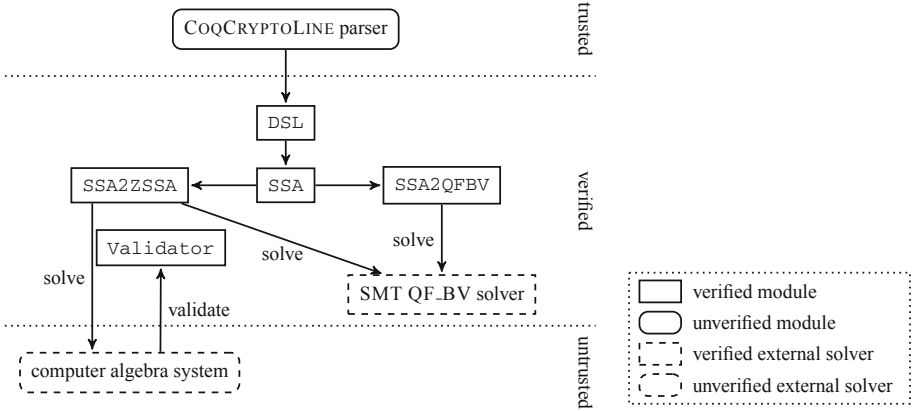 COQCRYPTOLINE parser
trusted
DSL
SSA2ZSSA
SSA
SSA2QFBV
verified
Validator
solve
solve
solve
validate
SMT QF_BV solver
computer algebra system
untrusted
verified module
unverified module
verified external solver
unverified external solver